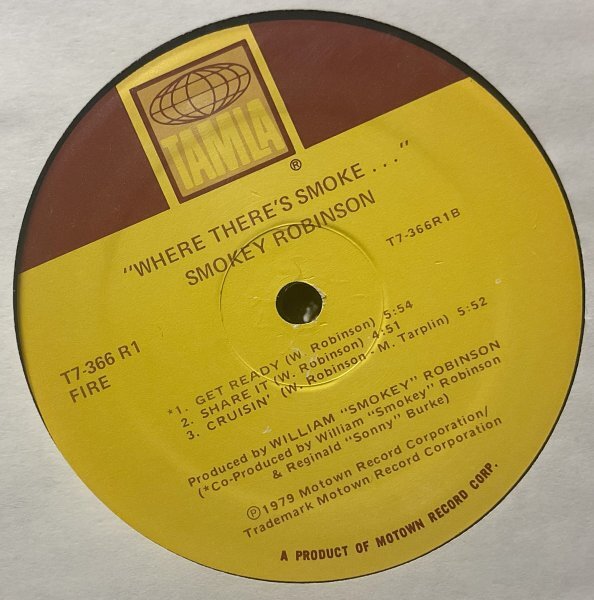 TAMILA
®
"WHERE THERE'S SMOKE . . ."
SMOKEY ROBINSON
T7-366R1B
T7-366 R1
FIRE
*1. GET READY (W. Robinson) 5:54
2. SHARE IT (W. Robinson) 4:51
3. CRUISIN' (W. Robinson - M. Tarplin) 5:52
Produced by WILLIAM "SMOKEY" ROBINSON
(*Co-Produced by William "Smokey" Robinson
& Reginald "Sonny" Burke)
℗1979 Motown Record Corporation/
Trademark Motown Record Corporation
A PRODUCT OF MOTOWN RECORD CORP.